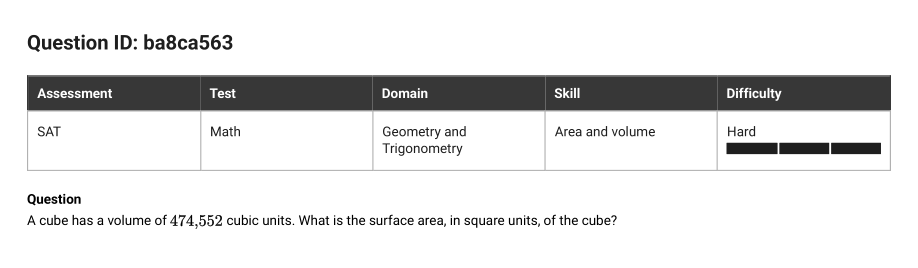 Question ID: ba8ca563
Assessment Test Domain Skill Difficulty
SAT Math Geometry and Trigonometry Area and volume Hard
Question
A cube has a volume of 474,552 cubic units. What is the surface area, in square units, of the cube?